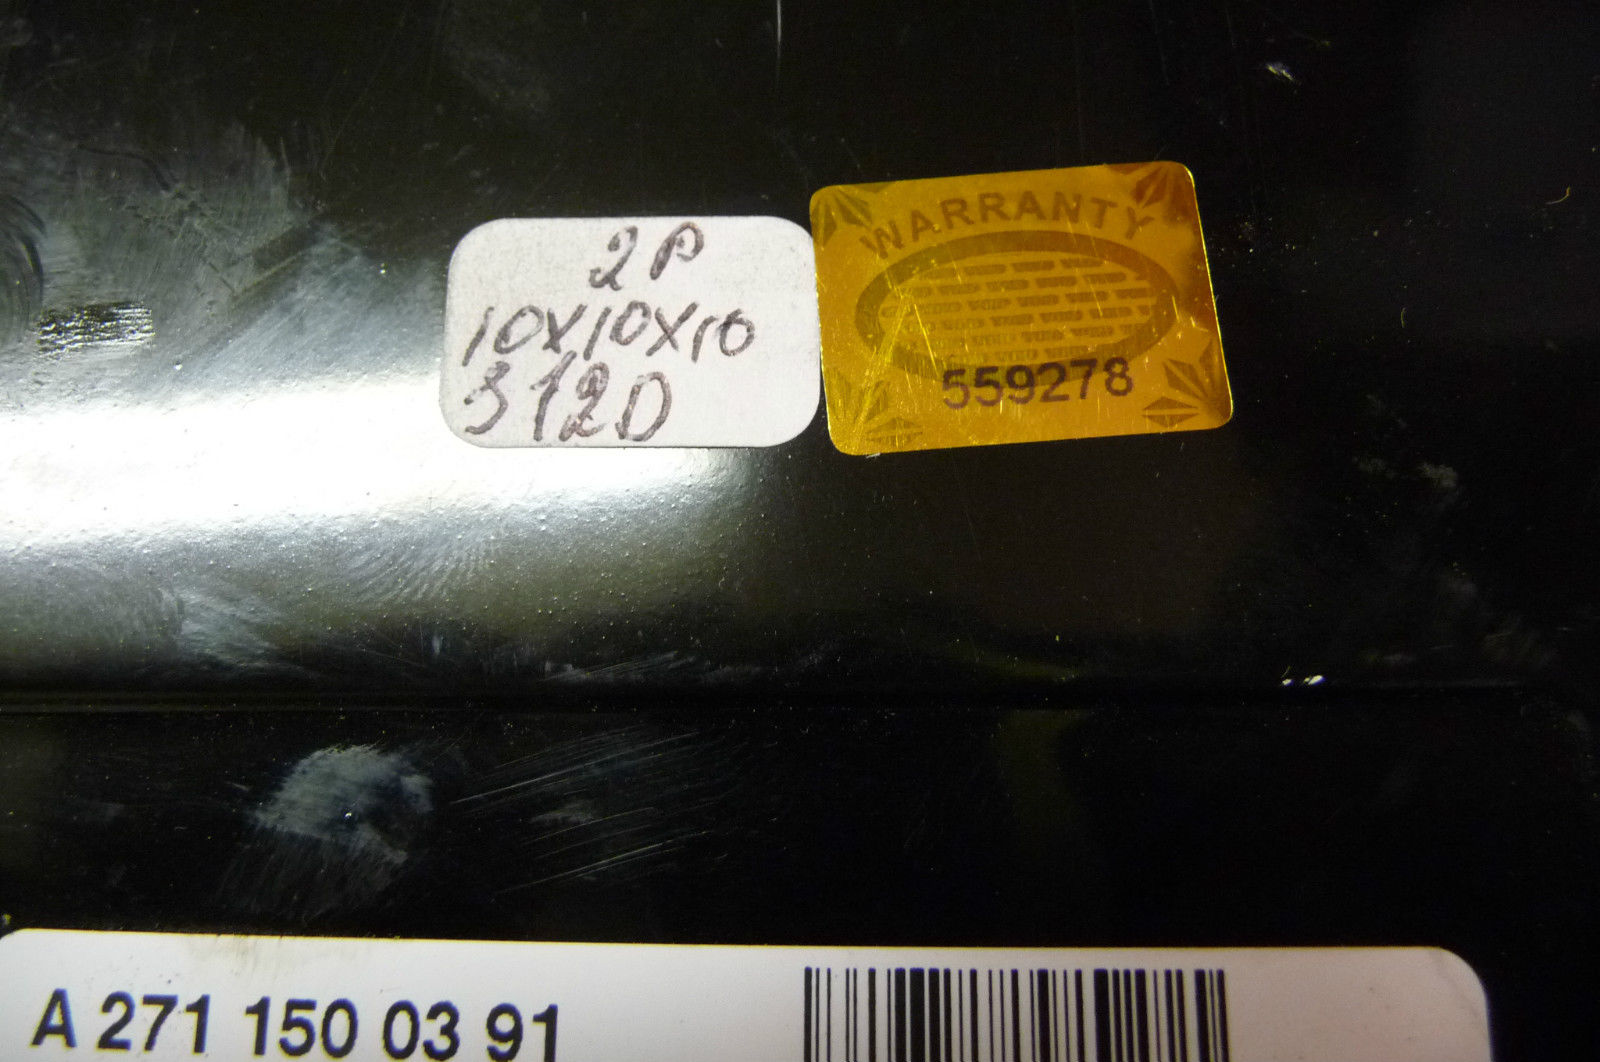 2P
10X10X10
312D
WARRANTY
559278
A 271 150 03 91